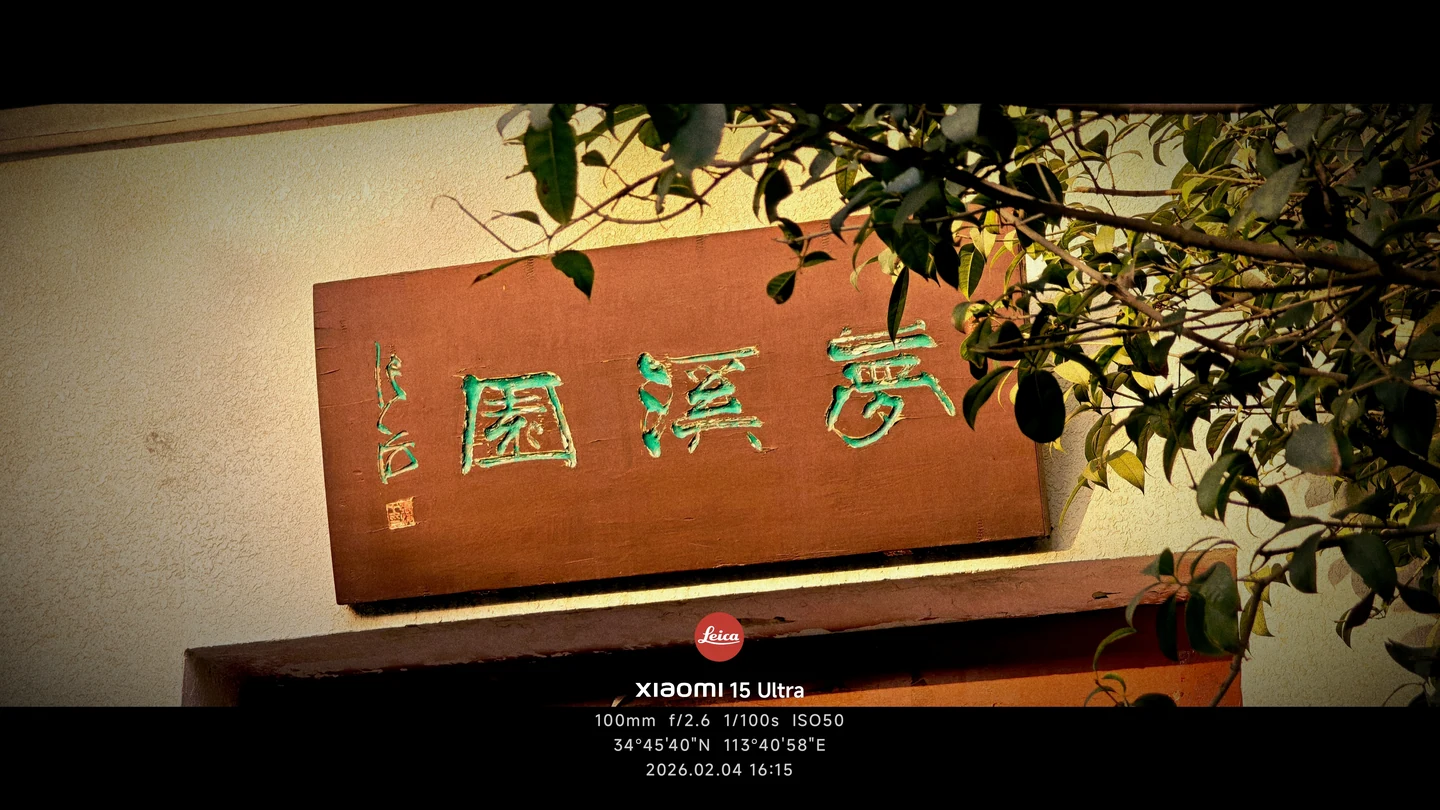 夢溪園
Leica
xiaomi 15 Ultra
100mm f/2.6 1/100s ISO50
34°45'40"N 113°40'58"E
2026.02.04 16:15